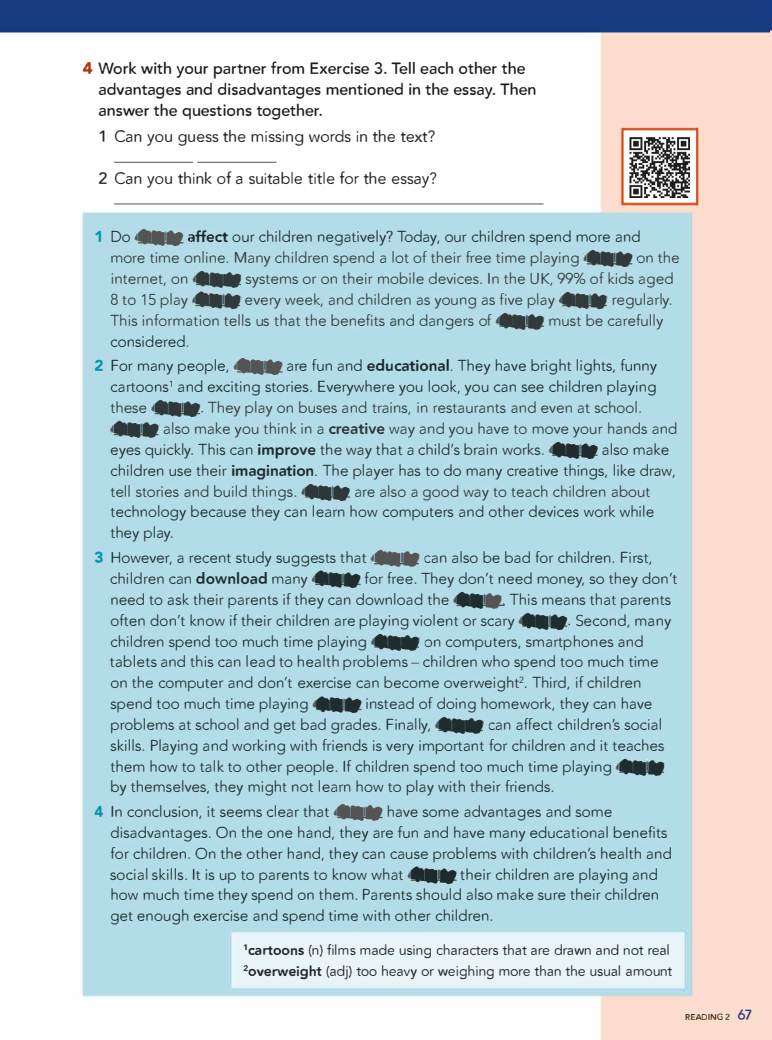 4 Work with your partner from Exercise 3. Tell each other the
advantages and disadvantages mentioned in the essay. Then
answer the questions together.
1 Can you guess the missing words in the text?
2 Can you think of a suitable title for the essay?
1 Do affect our children negatively? Today, our children spend more and
more time online. Many children spend a lot of their free time playing on the
internet, on systems or on their mobile devices. In the UK, 99% of kids aged
8 to 15 play every week, and children as young as five play regularly.
This information tells us that the benefits and dangers of must be carefully
considered.
2 For many people, are fun and educational. They have bright lights, funny
cartoons¹ and exciting stories. Everywhere you look, you can see children playing
these . They play on buses and trains, in restaurants and even at school.
also make you think in a creative way and you have to move your hands and
eyes quickly. This can improve the way that a child's brain works. also make
children use their imagination. The player has to do many creative things, like draw,
tell stories and build things. are also a good way to teach children about
technology because they can learn how computers and other devices work while
they play.
3 However, a recent study suggests that can also be bad for children. First,
children can download many for free. They don't need money, so they don't
need to ask their parents if they can download the . This means that parents
often don't know if their children are playing violent or scary . Second, many
children spend too much time playing on computers, smartphones and
tablets and this can lead to health problems – children who spend too much time
on the computer and don't exercise can become overweight². Third, if children
spend too much time playing instead of doing homework, they can have
problems at school and get bad grades. Finally, can affect children's social
skills. Playing and working with friends is very important for children and it teaches
them how to talk to other people. If children spend too much time playing
by themselves, they might not learn how to play with their friends.
4 In conclusion, it seems clear that have some advantages and some
disadvantages. On the one hand, they are fun and have many educational benefits
for children. On the other hand, they can cause problems with children's health and
social skills. It is up to parents to know what their children are playing and
how much time they spend on them. Parents should also make sure their children
get enough exercise and spend time with other children.
¹cartoons (n) films made using characters that are drawn and not real
²overweight (adj) too heavy or weighing more than the usual amount
READING 2 67